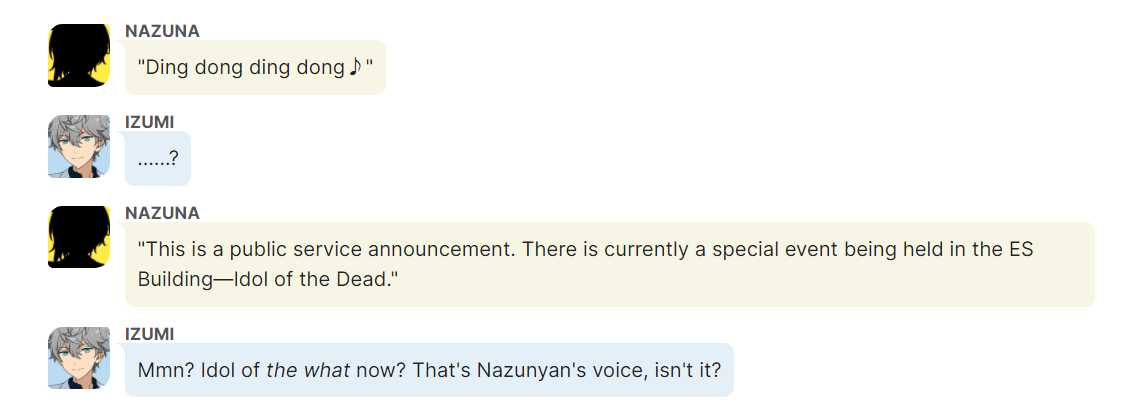 NAZUNA
"Ding dong ding dong♪"
IZUMI
......?
NAZUNA
"This is a public service announcement. There is currently a special event being held in the ES
Building—Idol of the Dead."
IZUMI
Mmn? Idol of the what now? That's Nazunyan's voice, isn't it?